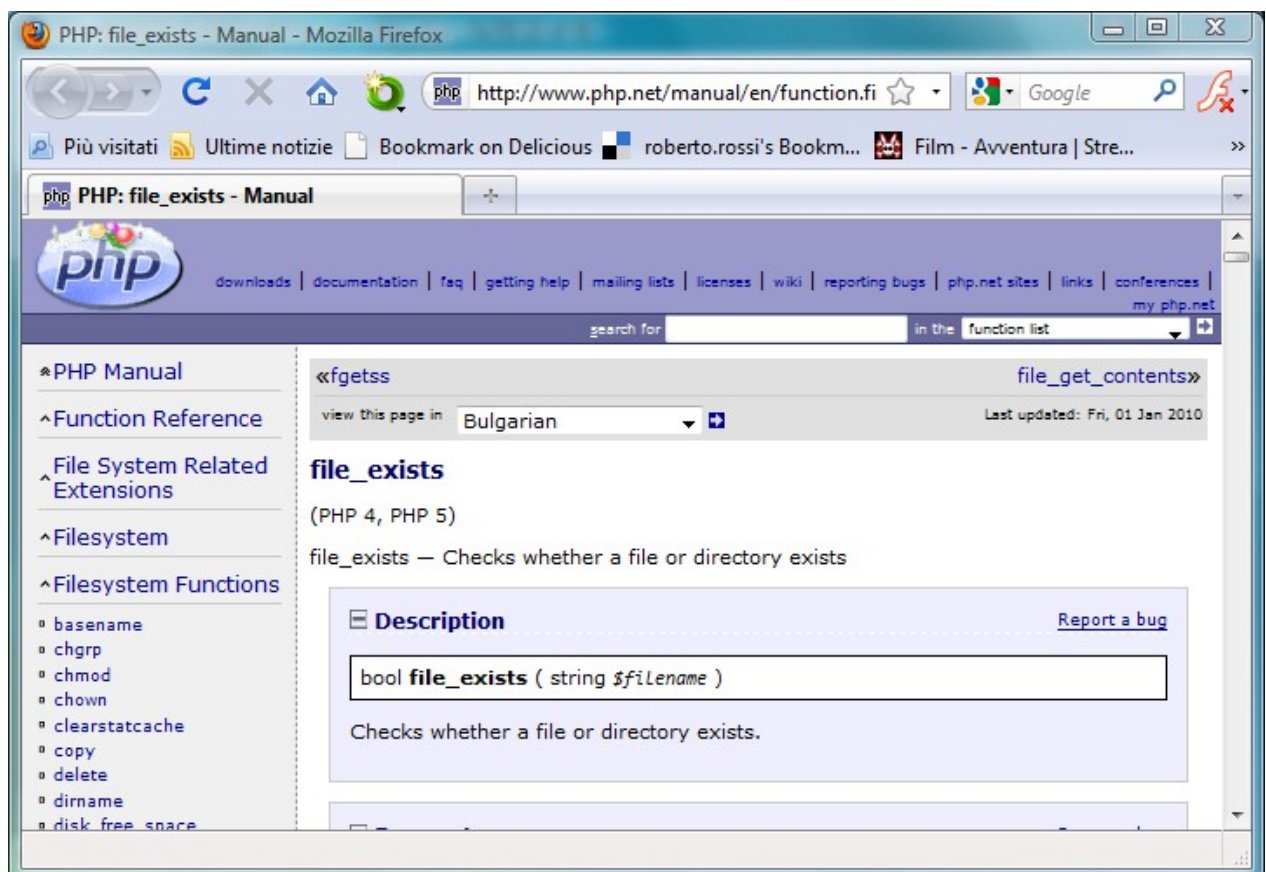 PHP: file_exists - Manual - Mozilla Firefox
php http://www.php.net/manual/en/function.fi Google
Più visitati Ultime notizie Bookmark on Delicious roberto.rossi's Bookm... Film - Avventura | Stre... »
php PHP: file_exists - Manual
php
downloads | documentation | faq | getting help | mailing lists | licenses | wiki | reporting bugs | php.net sites | links | conferences |
my php.net
search for in the function list
PHP Manual
Function Reference
File System Related
Extensions
Filesystem
Filesystem Functions
basename
chgrp
chmod
chown
clearstatcache
copy
delete
dirname
disk_free_space
«fgetss file_get_contents»
view this page in Bulgarian Last updated: Fri, 01 Jan 2010
file_exists
(PHP 4, PHP 5)
file_exists — Checks whether a file or directory exists
Description Report a bug
bool file_exists ( string $filename )
Checks whether a file or directory exists.